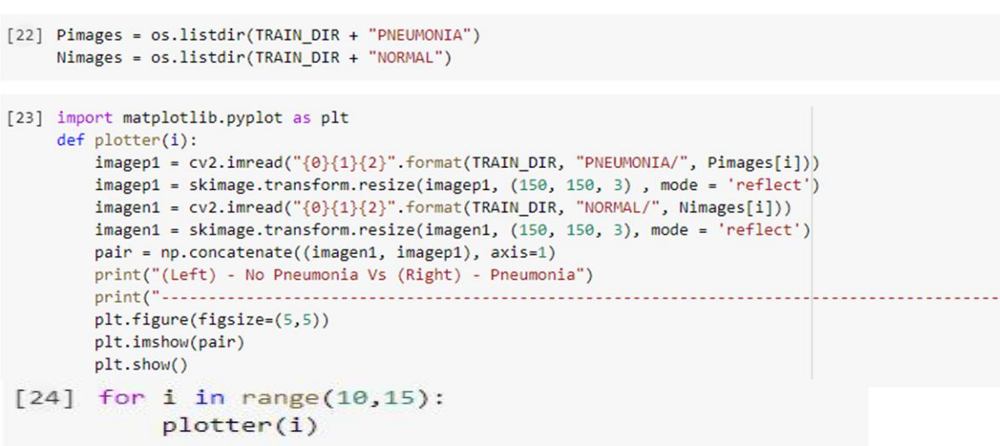 [22] Pimages = os.listdir(TRAIN_DIR + "PNEUMONIA")
     Nimages = os.listdir(TRAIN_DIR + "NORMAL")
[23] import matplotlib.pyplot as plt
     def plotter(i):
         imagep1 = cv2.imread("{0}{1}{2}".format(TRAIN_DIR, "PNEUMONIA/", Pimages[i]))
         imagep1 = skimage.transform.resize(imagep1, (150, 150, 3) , mode = 'reflect')
         imagen1 = cv2.imread("{0}{1}{2}".format(TRAIN_DIR, "NORMAL/", Nimages[i]))
         imagen1 = skimage.transform.resize(imagen1, (150, 150, 3), mode = 'reflect')
         pair = np.concatenate((imagen1, imagep1), axis=1)
         print("(Left) - No Pneumonia Vs (Right) - Pneumonia")
         print("-----------------------------------------------------------------------------------------
         plt.figure(figsize=(5,5))
         plt.imshow(pair)
         plt.show()
[24] for i in range(10,15):
         plotter(i)